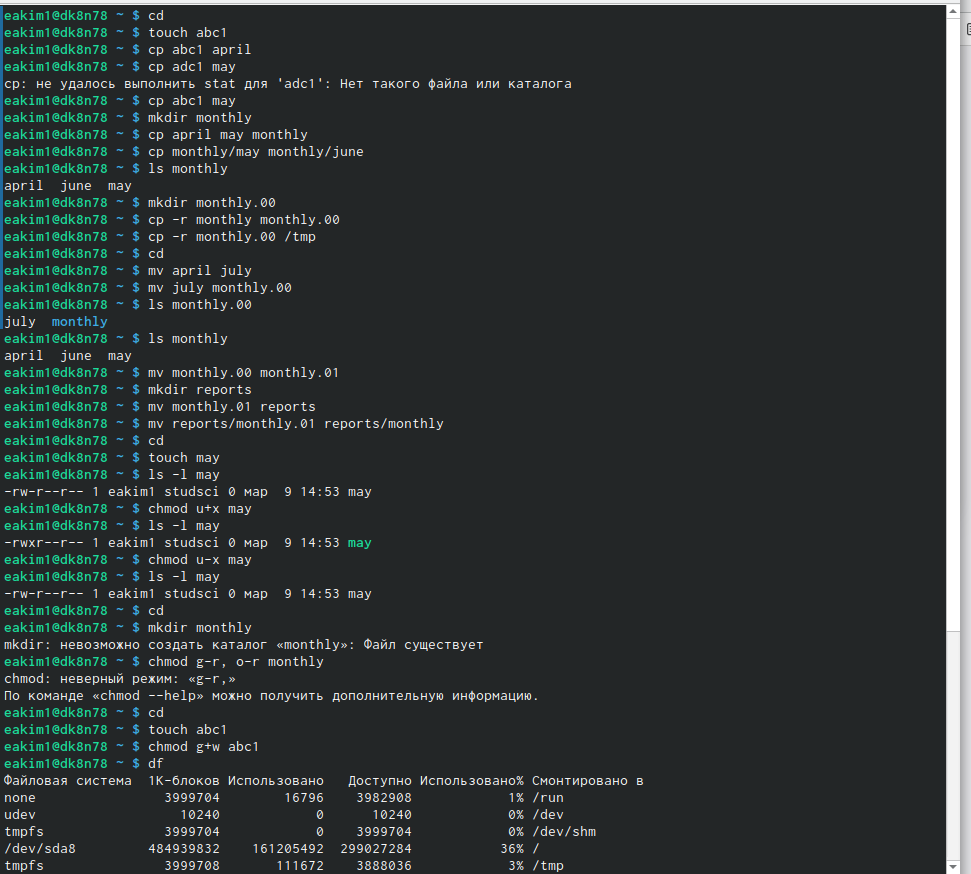 eakim1@dk8n78 ~ $ cd
eakim1@dk8n78 ~ $ touch abc1
eakim1@dk8n78 ~ $ cp abc1 april
eakim1@dk8n78 ~ $ cp adc1 may
cp: не удалось выполнить stat для 'adc1': Нет такого файла или каталога
eakim1@dk8n78 ~ $ cp abc1 may
eakim1@dk8n78 ~ $ mkdir monthly
eakim1@dk8n78 ~ $ cp april may monthly
eakim1@dk8n78 ~ $ cp monthly/may monthly/june
eakim1@dk8n78 ~ $ ls monthly
april  june  may
eakim1@dk8n78 ~ $ mkdir monthly.00
eakim1@dk8n78 ~ $ cp -r monthly monthly.00
eakim1@dk8n78 ~ $ cp -r monthly.00 /tmp
eakim1@dk8n78 ~ $ cd
eakim1@dk8n78 ~ $ mv april july
eakim1@dk8n78 ~ $ mv july monthly.00
eakim1@dk8n78 ~ $ ls monthly.00
july  monthly
eakim1@dk8n78 ~ $ ls monthly
april  june  may
eakim1@dk8n78 ~ $ mv monthly.00 monthly.01
eakim1@dk8n78 ~ $ mkdir reports
eakim1@dk8n78 ~ $ mv monthly.01 reports
eakim1@dk8n78 ~ $ mv reports/monthly.01 reports/monthly
eakim1@dk8n78 ~ $ cd
eakim1@dk8n78 ~ $ touch may
eakim1@dk8n78 ~ $ ls -l may
-rw-r--r-- 1 eakim1 studsci 0 мар  9 14:53 may
eakim1@dk8n78 ~ $ chmod u+x may
eakim1@dk8n78 ~ $ ls -l may
-rwxr--r-- 1 eakim1 studsci 0 мар  9 14:53 may
eakim1@dk8n78 ~ $ chmod u-x may
eakim1@dk8n78 ~ $ ls -l may
-rw-r--r-- 1 eakim1 studsci 0 мар  9 14:53 may
eakim1@dk8n78 ~ $ cd
eakim1@dk8n78 ~ $ mkdir monthly
mkdir: невозможно создать каталог «monthly»: Файл существует
eakim1@dk8n78 ~ $ chmod g-r, o-r monthly
chmod: неверный режим: «g-r,»
По команде «chmod --help» можно получить дополнительную информацию.
eakim1@dk8n78 ~ $ cd
eakim1@dk8n78 ~ $ touch abc1
eakim1@dk8n78 ~ $ chmod g+w abc1
eakim1@dk8n78 ~ $ df
Файловая система  1K-блоков Использовано   Доступно Использовано% Смонтировано в
none                3999704        16796    3982908            1% /run
udev                  10240            0      10240            0% /dev
tmpfs               3999704            0    3999704            0% /dev/shm
/dev/sda8         484939832    161205492  299027284           36% /
tmpfs               3999708       111672    3888036            3% /tmp